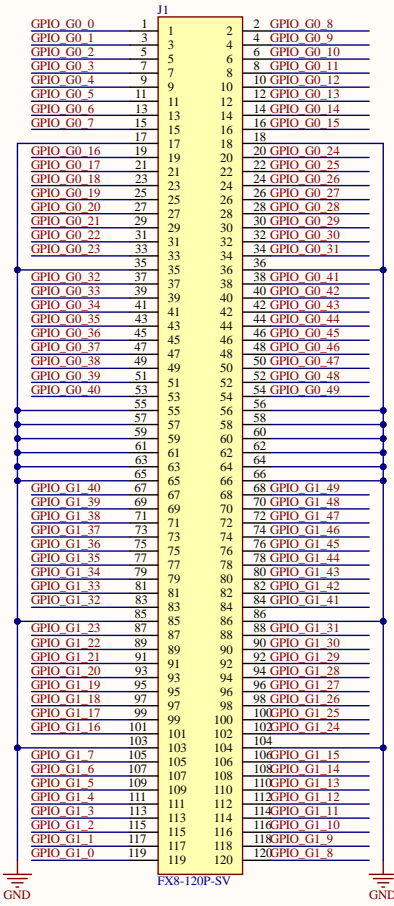 J1
GPIO_G0_0 1 1 2 2 GPIO_G0_8
GPIO_G0_1 3 3 4 4 GPIO_G0_9
GPIO_G0_2 5 5 6 6 GPIO_G0_10
GPIO_G0_3 7 7 8 8 GPIO_G0_11
GPIO_G0_4 9 9 10 10 GPIO_G0_12
GPIO_G0_5 11 11 12 12 GPIO_G0_13
GPIO_G0_6 13 13 14 14 GPIO_G0_14
GPIO_G0_7 15 15 16 16 GPIO_G0_15
17 17 18 18
GPIO_G0_16 19 19 20 20 GPIO_G0_24
GPIO_G0_17 21 21 22 22 GPIO_G0_25
GPIO_G0_18 23 23 24 24 GPIO_G0_26
GPIO_G0_19 25 25 26 26 GPIO_G0_27
GPIO_G0_20 27 27 28 28 GPIO_G0_28
GPIO_G0_21 29 29 30 30 GPIO_G0_29
GPIO_G0_22 31 31 32 32 GPIO_G0_30
GPIO_G0_23 33 33 34 34 GPIO_G0_31
35 35 36 36
GPIO_G0_32 37 37 38 38 GPIO_G0_41
GPIO_G0_33 39 39 40 40 GPIO_G0_42
GPIO_G0_34 41 41 42 42 GPIO_G0_43
GPIO_G0_35 43 43 44 44 GPIO_G0_44
GPIO_G0_36 45 45 46 46 GPIO_G0_45
GPIO_G0_37 47 47 48 48 GPIO_G0_46
GPIO_G0_38 49 49 50 50 GPIO_G0_47
GPIO_G0_39 51 51 52 52 GPIO_G0_48
GPIO_G0_40 53 53 54 54 GPIO_G0_49
55 55 56 56
57 57 58 58
59 59 60 60
61 61 62 62
63 63 64 64
65 65 66 66
GPIO_G1_40 67 67 68 68 GPIO_G1_49
GPIO_G1_39 69 69 70 70 GPIO_G1_48
GPIO_G1_38 71 71 72 72 GPIO_G1_47
GPIO_G1_37 73 73 74 74 GPIO_G1_46
GPIO_G1_36 75 75 76 76 GPIO_G1_45
GPIO_G1_35 77 77 78 78 GPIO_G1_44
GPIO_G1_34 79 79 80 80 GPIO_G1_43
GPIO_G1_33 81 81 82 82 GPIO_G1_42
GPIO_G1_32 83 83 84 84 GPIO_G1_41
85 85 86 86
GPIO_G1_23 87 87 88 88 GPIO_G1_31
GPIO_G1_22 89 89 90 90 GPIO_G1_30
GPIO_G1_21 91 91 92 92 GPIO_G1_29
GPIO_G1_20 93 93 94 94 GPIO_G1_28
GPIO_G1_19 95 95 96 96 GPIO_G1_27
GPIO_G1_18 97 97 98 98 GPIO_G1_26
GPIO_G1_17 99 99 100 100 GPIO_G1_25
GPIO_G1_16 101 101 102 102 GPIO_G1_24
103 103 104 104
GPIO_G1_7 105 105 106 106 GPIO_G1_15
GPIO_G1_6 107 107 108 108 GPIO_G1_14
GPIO_G1_5 109 109 110 110 GPIO_G1_13
GPIO_G1_4 111 111 112 112 GPIO_G1_12
GPIO_G1_3 113 113 114 114 GPIO_G1_11
GPIO_G1_2 115 115 116 116 GPIO_G1_10
GPIO_G1_1 117 117 118 118 GPIO_G1_9
GPIO_G1_0 119 119 120 120 GPIO_G1_8
FX8-120P-SV
GND GND